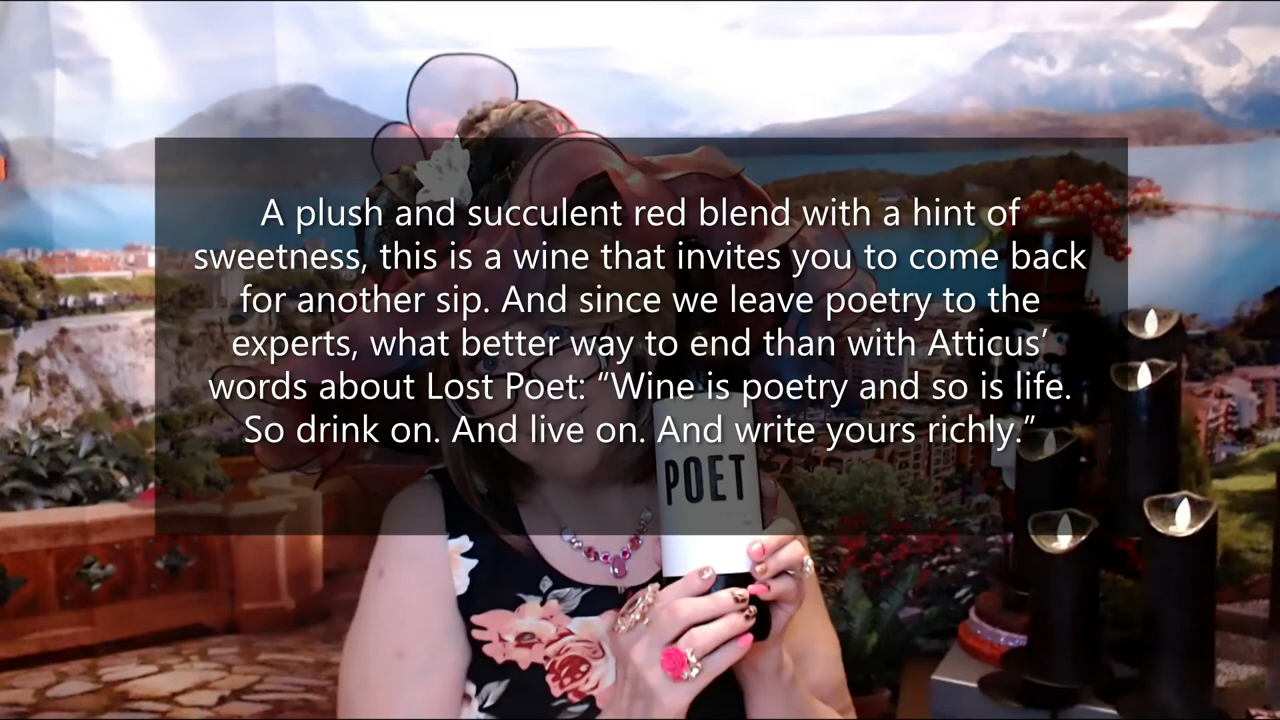 A plush and succulent red blend with a hint of
sweetness, this is a wine that invites you to come back
for another sip. And since we leave poetry to the
experts, what better way to end than with Atticus’
words about Lost Poet: “Wine is poetry and so is life.
So drink on. And live on. And write yours richly.”
POET